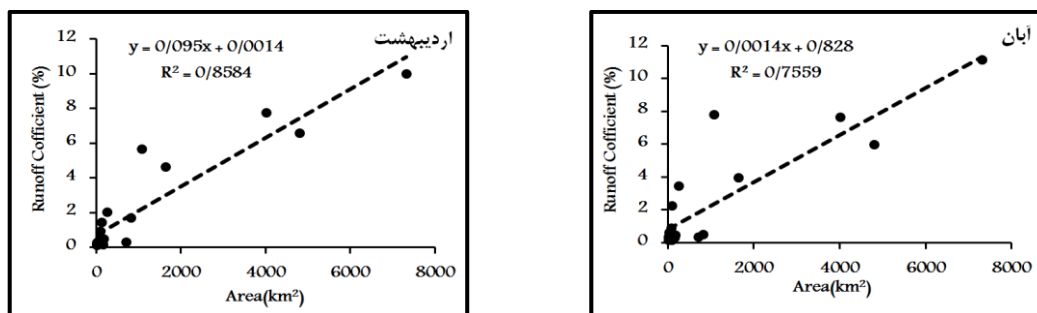 اردیبهشت
y = 0/095x + 0/0014
R² = 0/8584
Runoff Cofficient (%)
12
10
8
6
4
2
0
0 2000 4000 6000 8000
Area(km²)
آبان
y = 0/0014x + 0/828
R² = 0/7559
Runoff Cofficient (%)
12
10
8
6
4
2
0
0 2000 4000 6000 8000
Area(km²)